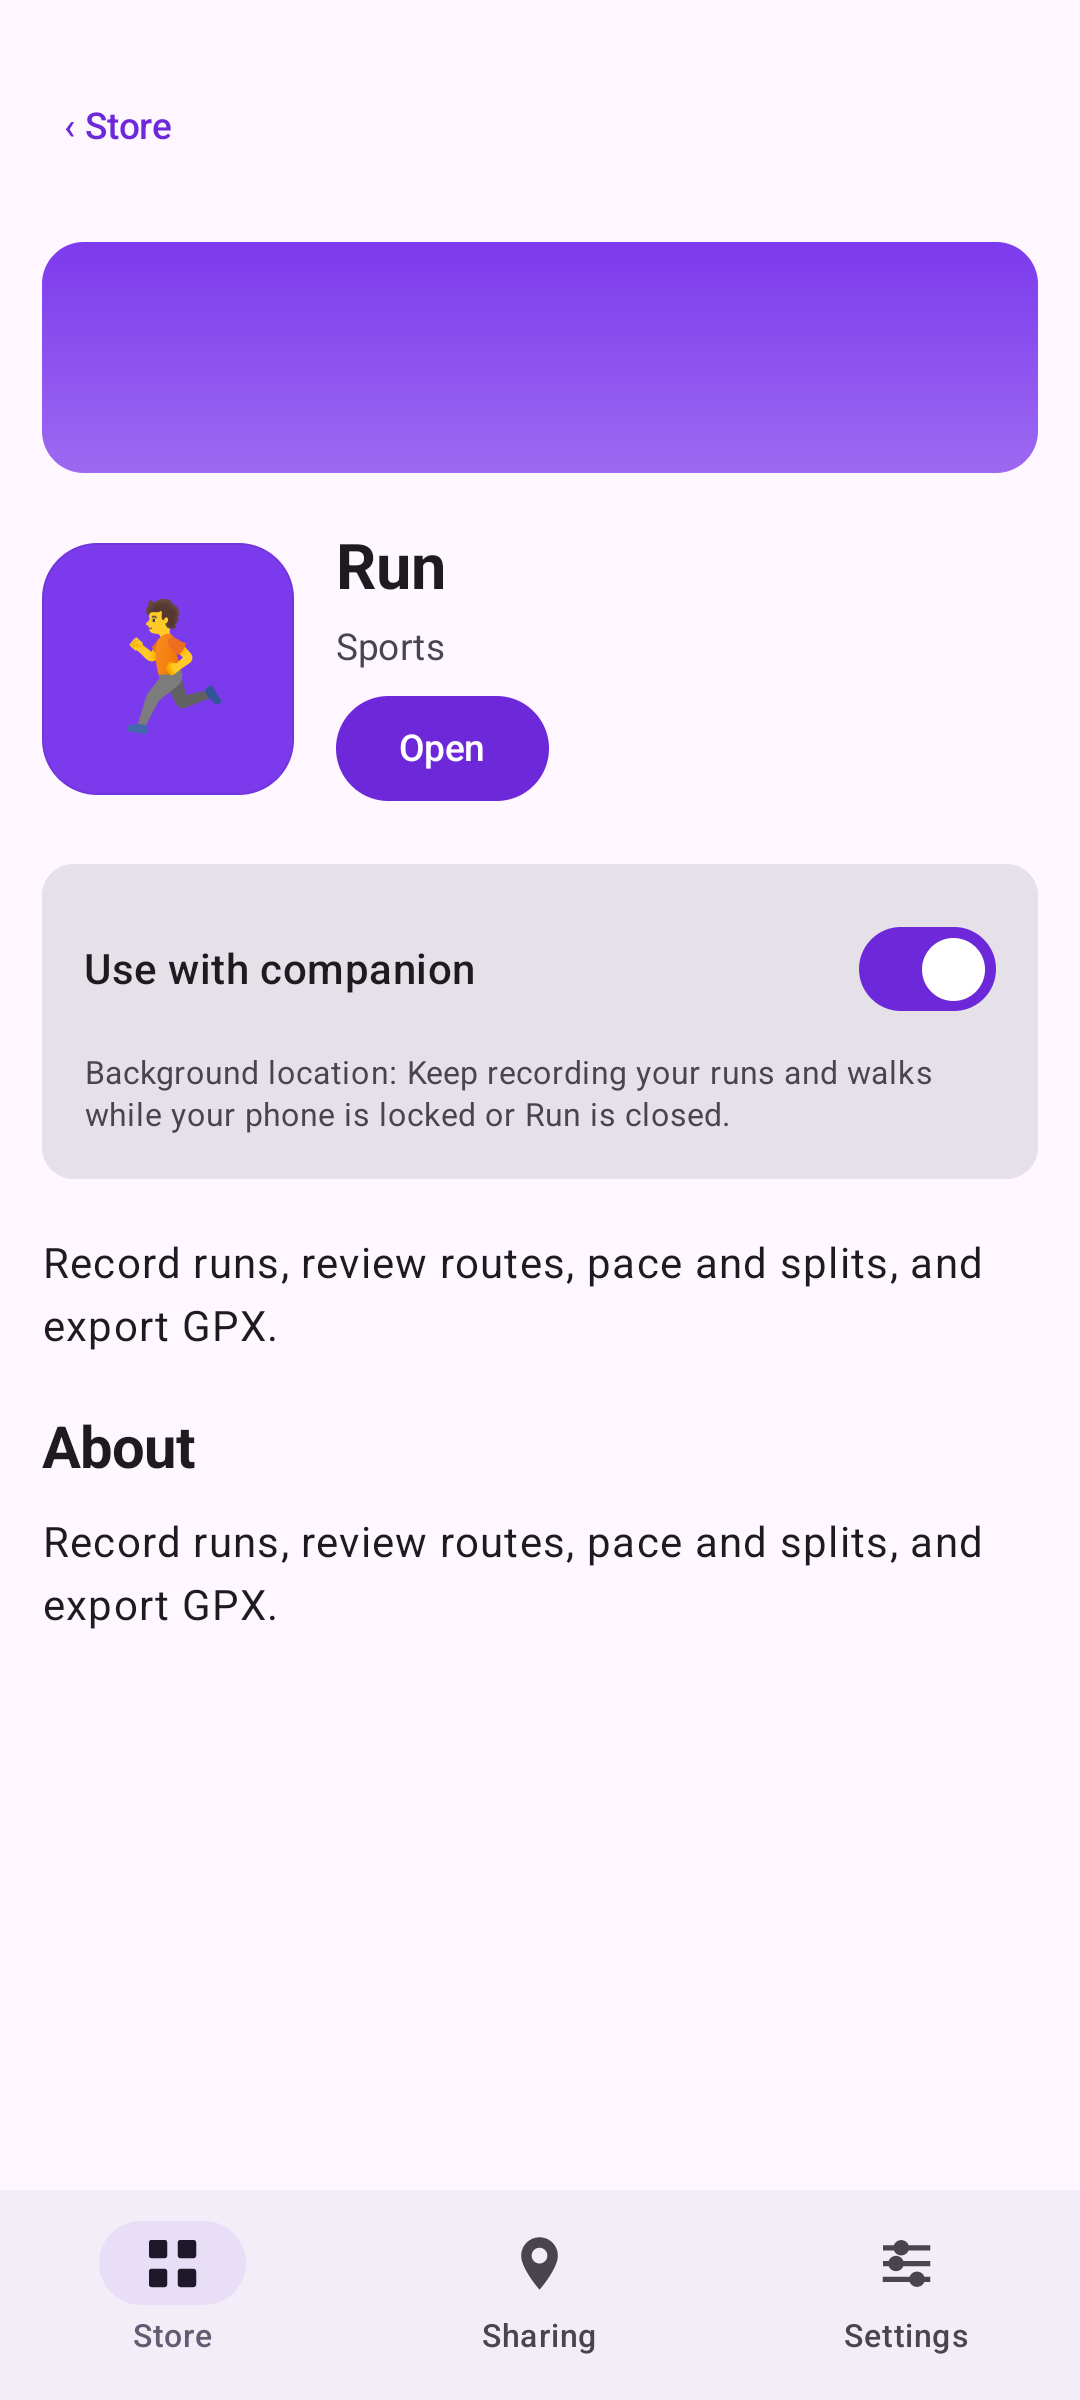 ‹ Store
Run
Sports
Open
Use with companion
Background location: Keep recording your runs and walks
while your phone is locked or Run is closed.
Record runs, review routes, pace and splits, and
export GPX.
About
Record runs, review routes, pace and splits, and
export GPX.
Store
Sharing
Settings